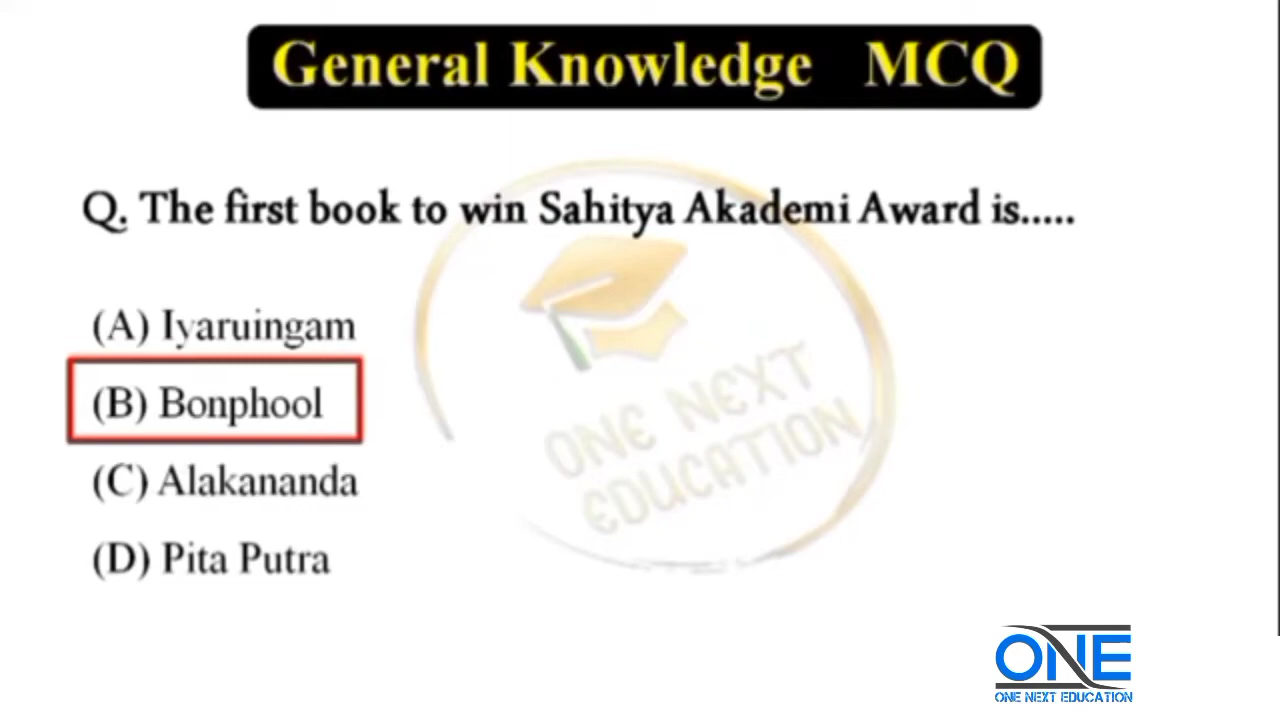 General Knowledge MCQ
Q. The first book to win Sahitya Akademi Award is.....
(A) Iyaruingam
(B) Bonphool
(C) Alakananda
(D) Pita Putra
ONE NEXT
EDUCATION
ONE
ONE NEXT EDUCATION